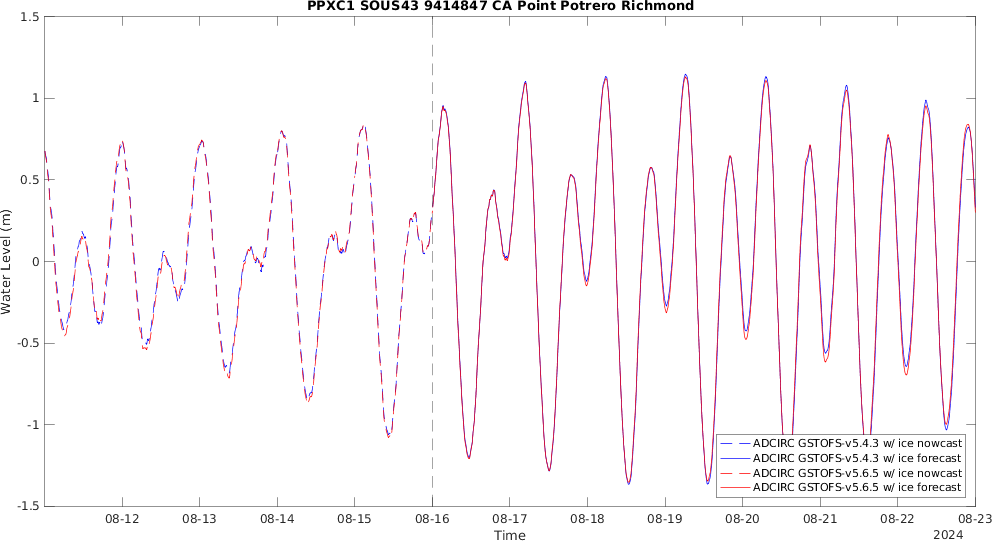 PPXC1 SOUS43 9414847 CA Point Potrero Richmond
1.5
1
0.5
0
-0.5
-1
-1.5
Water Level (m)
08-12 08-13 08-14 08-15 08-16 08-17 08-18 08-19 08-20 08-21 08-22 08-23
Time
2024
ADCIRC GSTOFS-v5.4.3 w/ ice nowcast
ADCIRC GSTOFS-v5.4.3 w/ ice forecast
ADCIRC GSTOFS-v5.6.5 w/ ice nowcast
ADCIRC GSTOFS-v5.6.5 w/ ice forecast